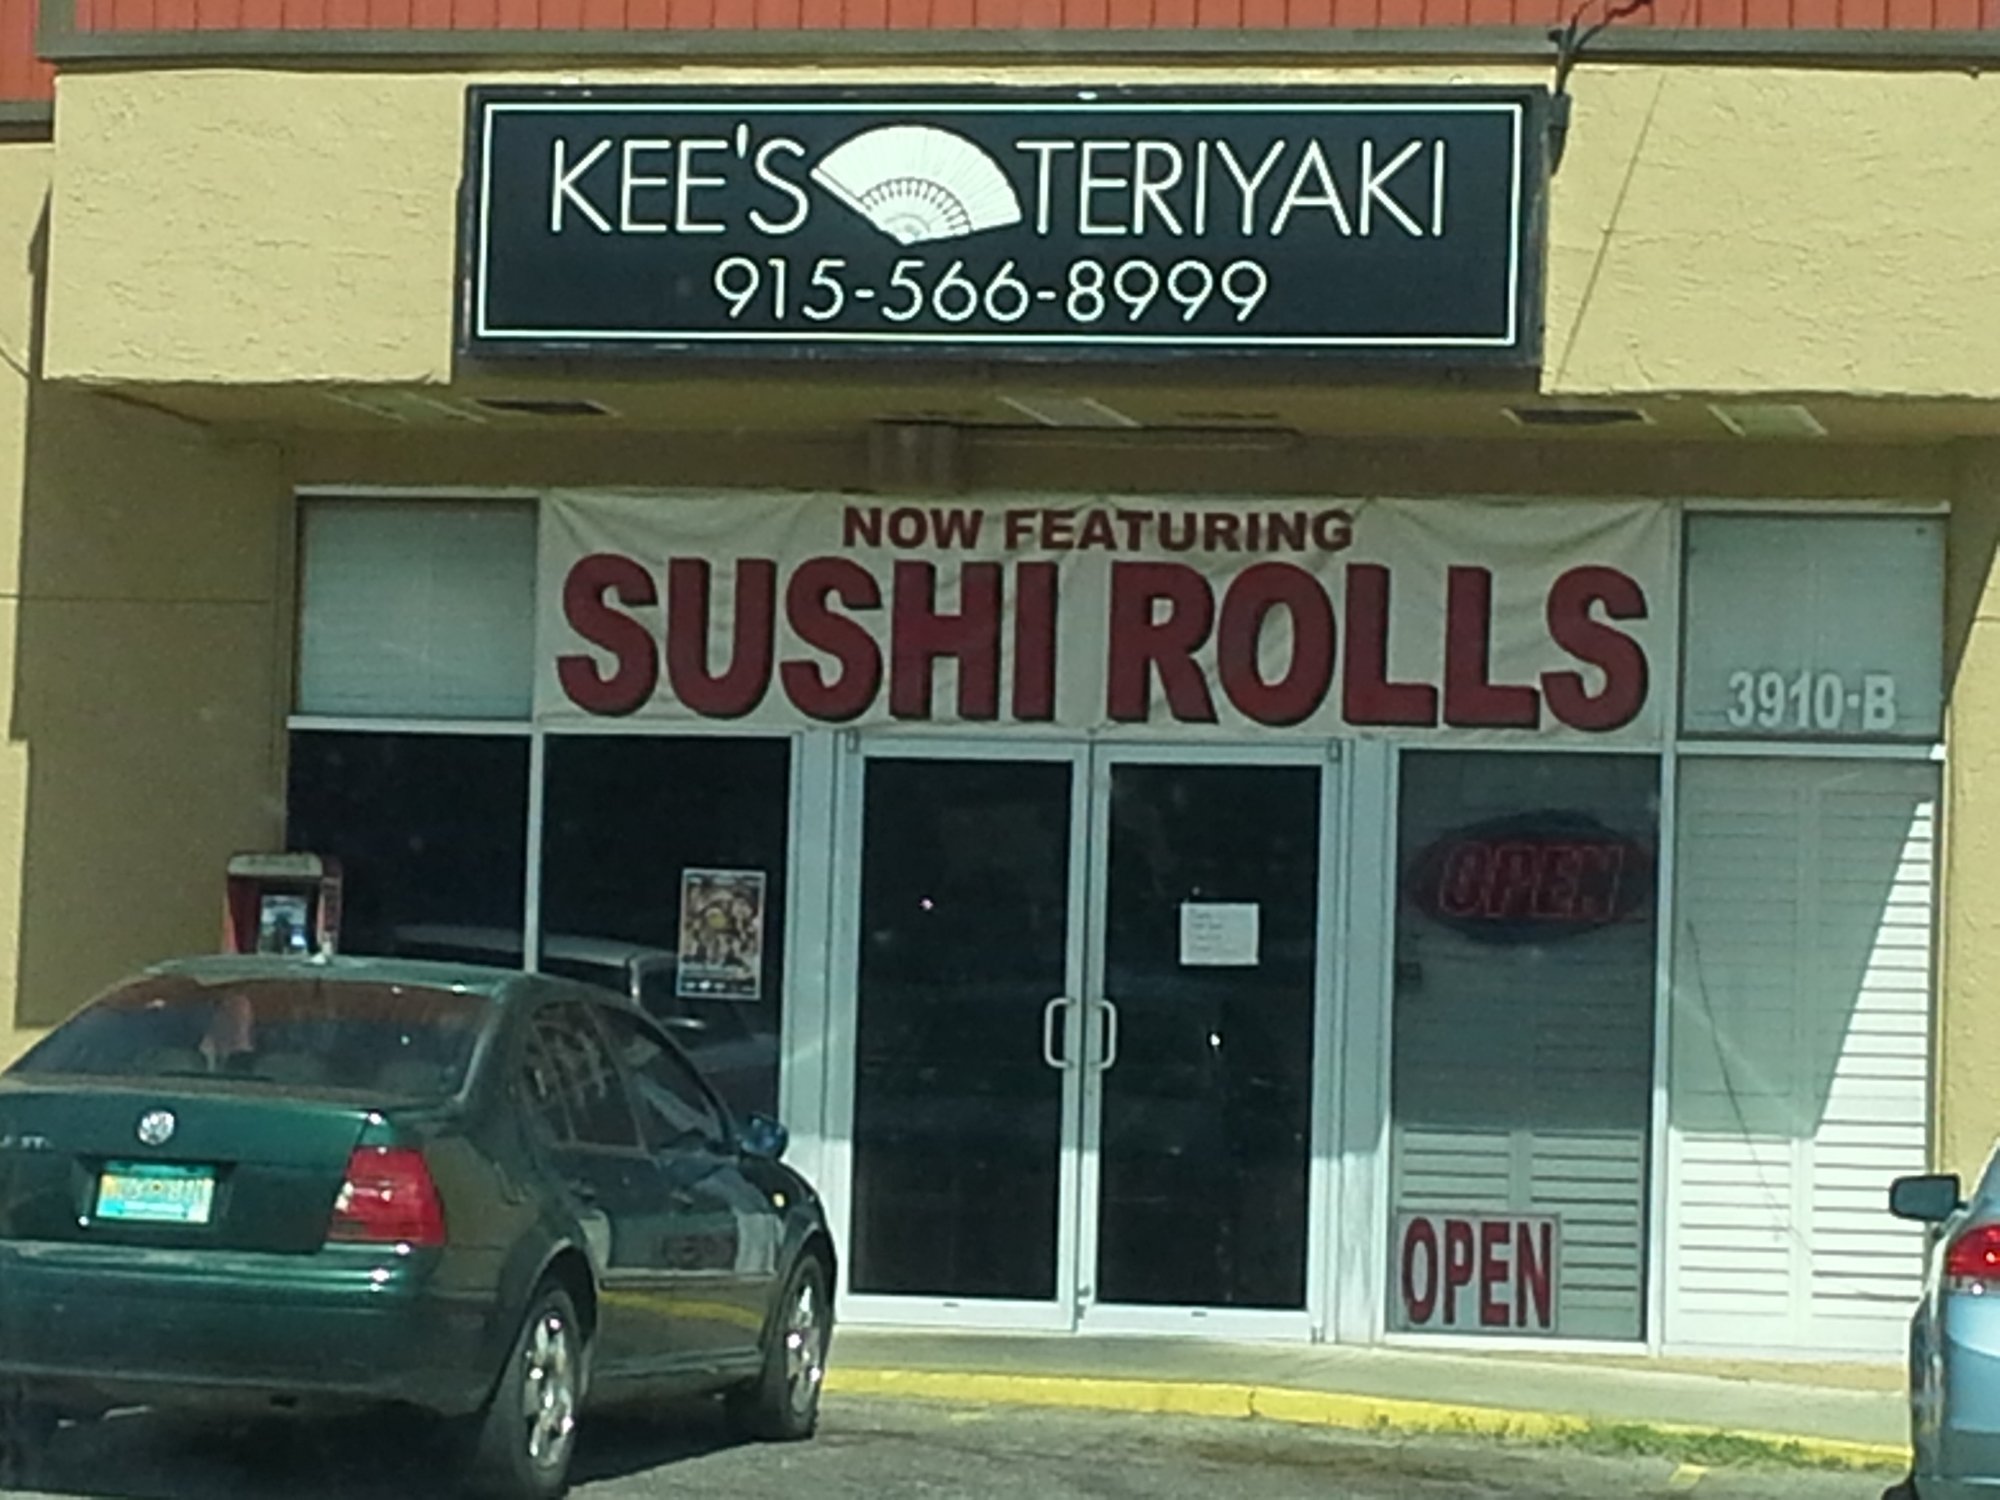 KEE'S TERIYAKI
915-566-8999
NOW FEATURING
SUSHI ROLLS
3910-B
OPEN
OPEN